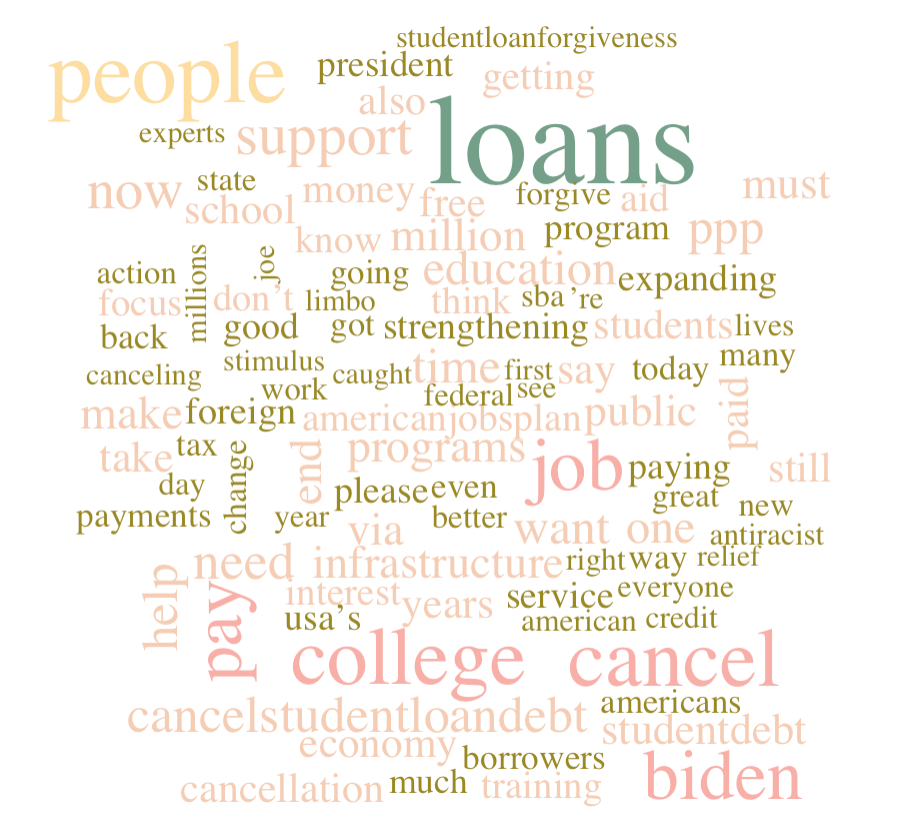 studentloanforgiveness
people president getting
also loans
experts support
now state school money free forgive aid must
know million program ppp
action millions joe going education expanding
focus don't limbo think sba 're
back good got strengthening students lives
canceling stimulus caught time first say today many
work federal see
make foreign americanjobsplan public paid
take tax change end programs job paying still
day please even great new
payments year via better want one antiracist
help need infrastructure right way relief
pay interest years service everyone
usa's american credit
college cancel
cancelstudentloandebt americans studentdebt
economy borrowers
cancellation much training biden